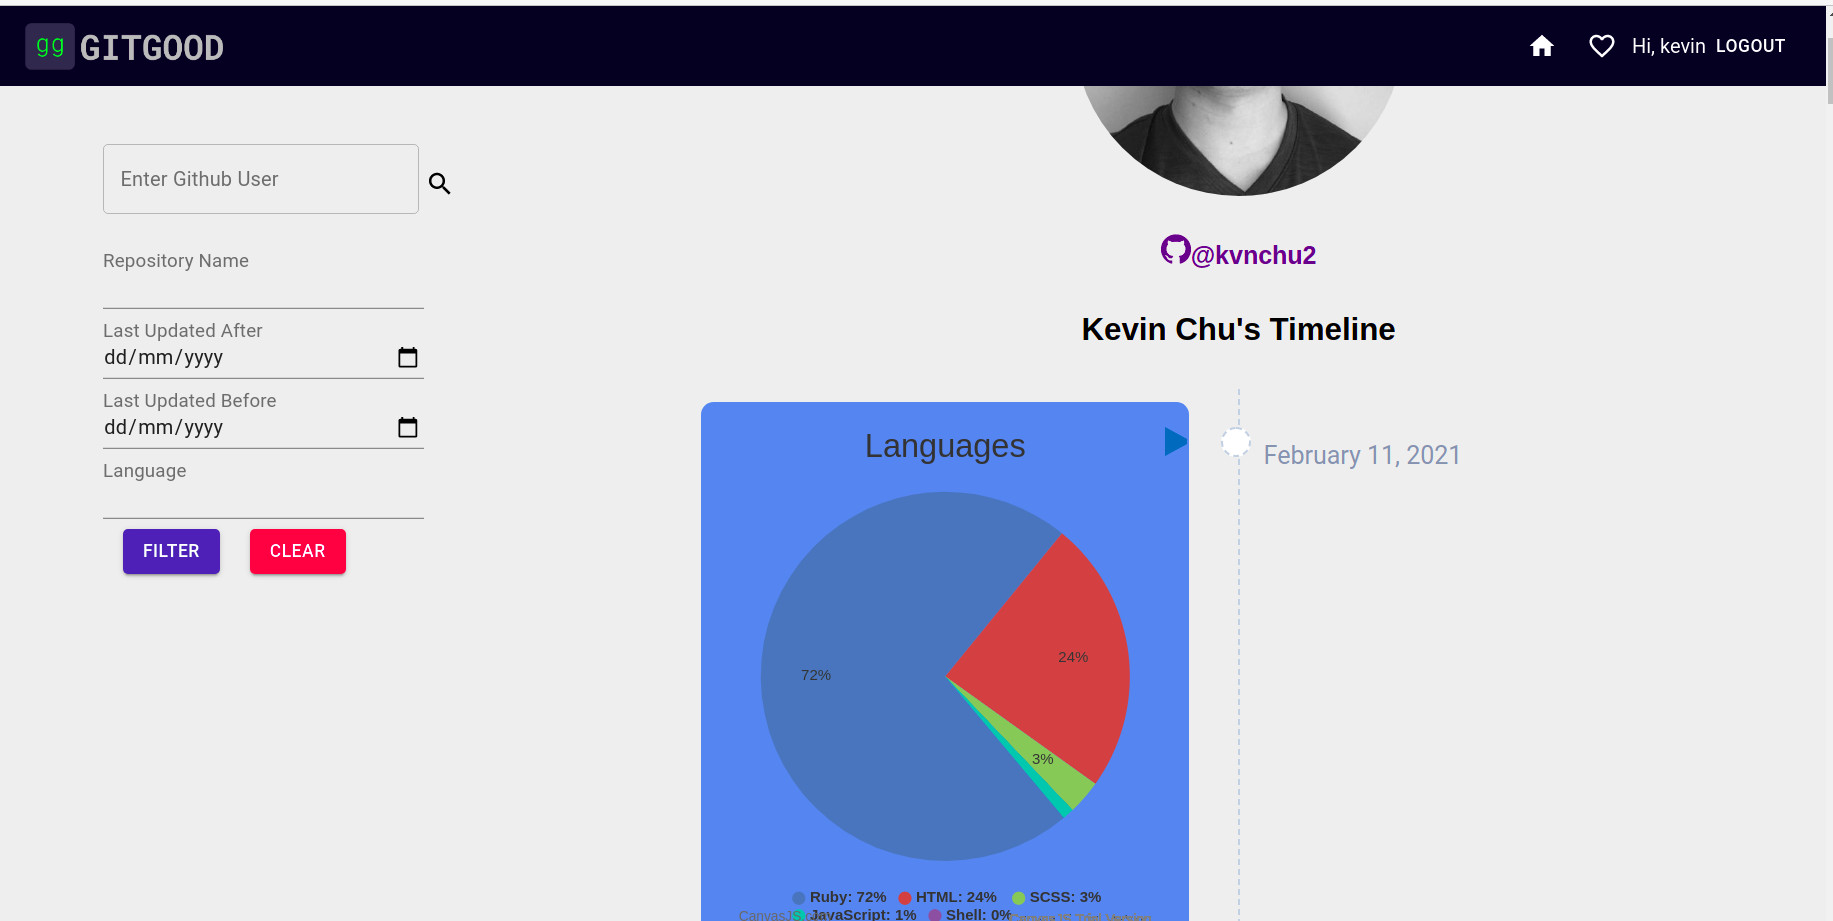 gg GITGOOD
Hi, kevin LOGOUT
Enter Github User
Repository Name
Last Updated After
dd/mm/yyyy
Last Updated Before
dd/mm/yyyy
Language
FILTER CLEAR
@kvnchu2
Kevin Chu's Timeline
Languages
February 11, 2021
72%
24%
3%
Ruby: 72% HTML: 24% SCSS: 3%
JavaScript: 1% Shell: 0%